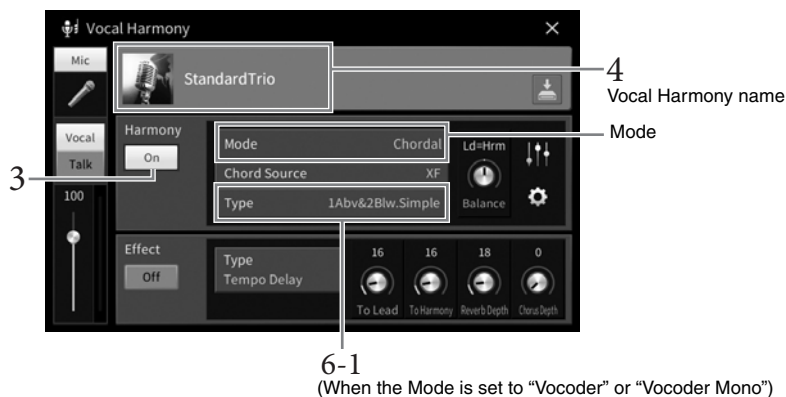 Vocal Harmony
Mic
StandardTrio
4
Vocal Harmony name
Vocal
Talk
100
Harmony
On
3
Mode Chordal
Chord Source XF
Type 1Abv&2Blw.Simple
Ld=Hrm
Balance
Mode
Effect
Off
Type
Tempo Delay
16 16 18 0
To Lead To Harmony Reverb Depth Chorus Depth
6-1
(When the Mode is set to “Vocoder” or “Vocoder Mono”)